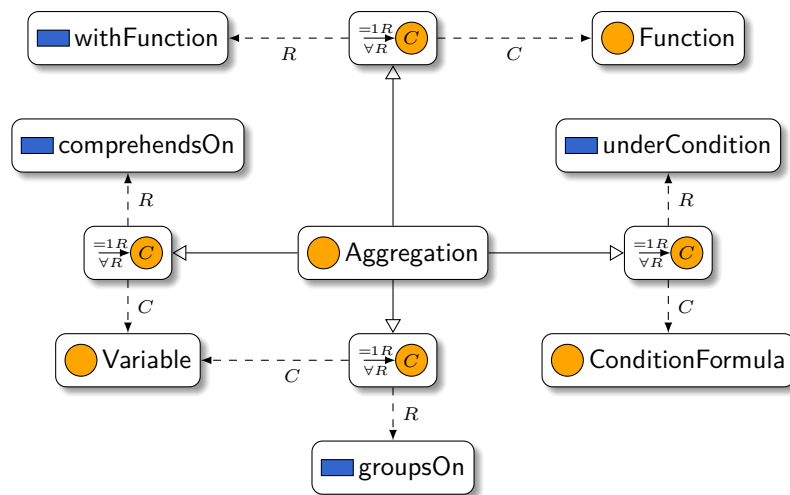 withFunction
=1R
∀R
C
Function
R
C
comprehendsOn
underCondition
R
R
=1R
∀R
C
Aggregation
=1R
∀R
C
C
C
Variable
C
=1R
∀R
C
ConditionFormula
R
groupsOn